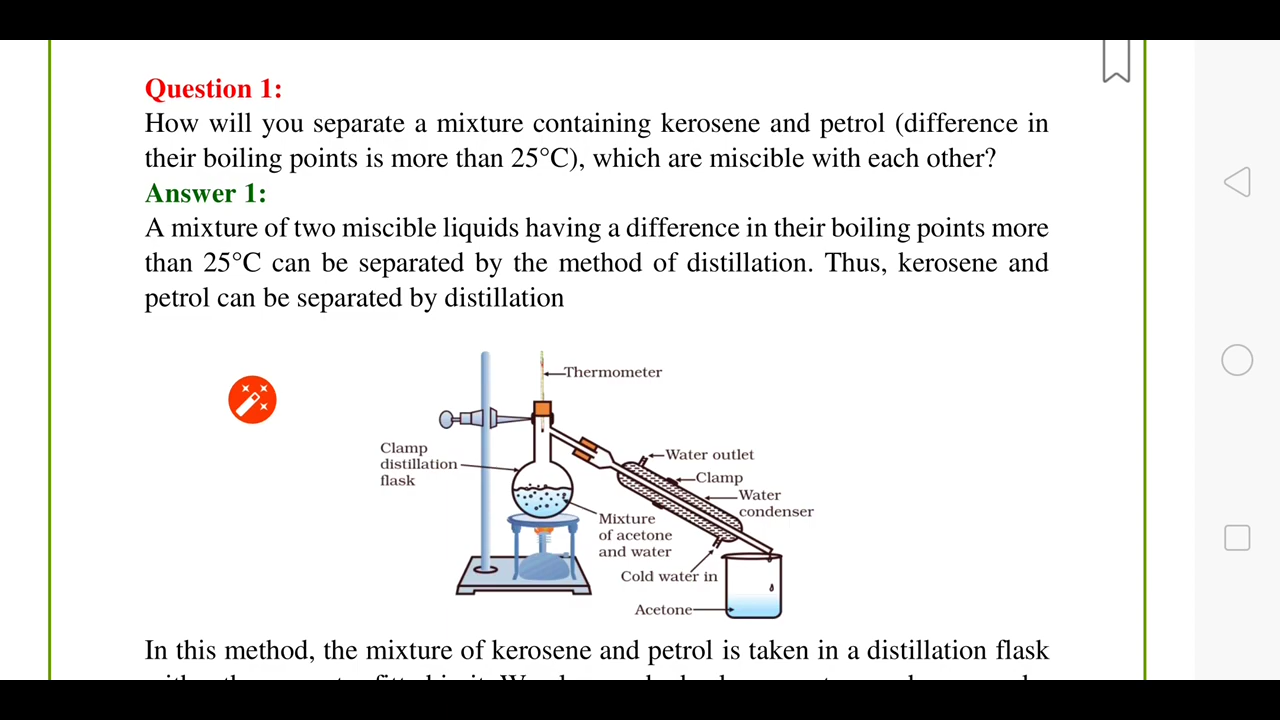 Question 1:
How will you separate a mixture containing kerosene and petrol (difference in
their boiling points is more than 25°C), which are miscible with each other?
Answer 1:
A mixture of two miscible liquids having a difference in their boiling points more
than 25°C can be separated by the method of distillation. Thus, kerosene and
petrol can be separated by distillation
Thermometer
Clamp
distillation
flask
Water outlet
Clamp
Water
condenser
Mixture
of acetone
and water
Cold water in
Acetone
In this method, the mixture of kerosene and petrol is taken in a distillation flask